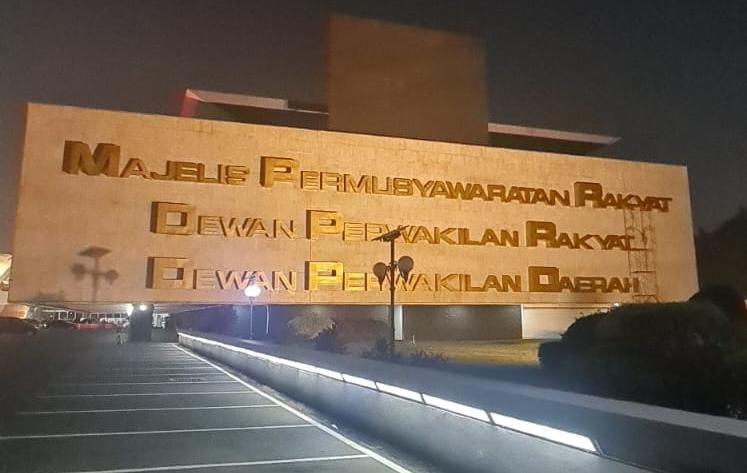 MAJELIS PERMUSYAWARATAN RAKYAT
DEWAN PERWAKILAN RAKYAT
DEWAN PERWAKILAN DAERAH